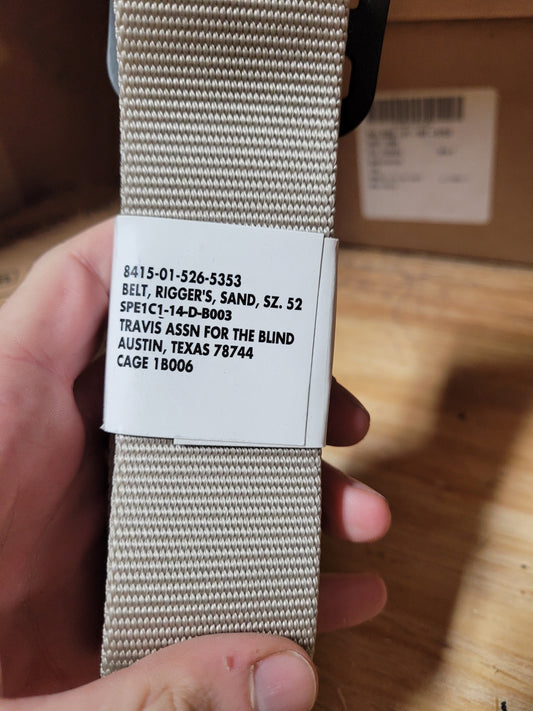 8415-01-526-5353
BELT, RIGGER'S, SAND, SZ. 52
SPE1C1-14-D-B003
TRAVIS ASSN FOR THE BLIND
AUSTIN, TEXAS 78744
CAGE 1B006